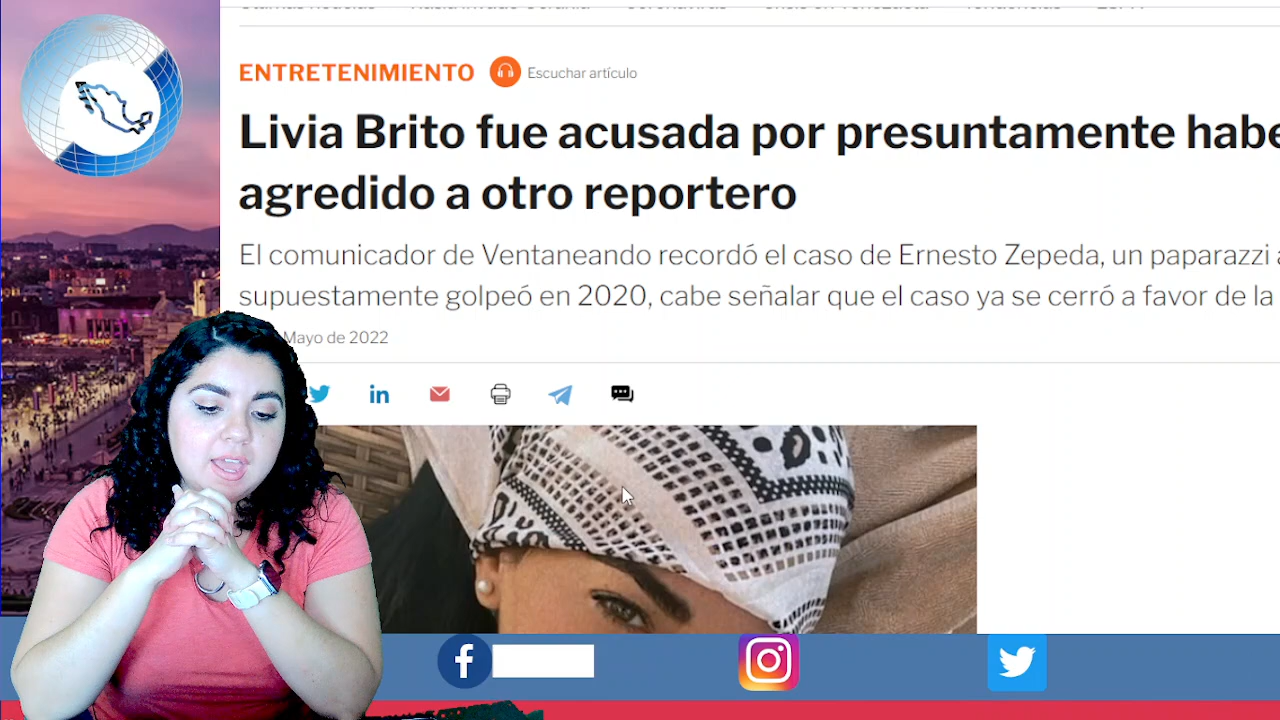 ENTRETENIMIENTO Escuchar artículo
Livia Brito fue acusada por presuntamente habe
agredido a otro reportero
El comunicador de Ventaneando recordó el caso de Ernesto Zepeda, un paparazzi a
supuestamente golpeó en 2020, cabe señalar que el caso ya se cerró a favor de la
Mayo de 2022